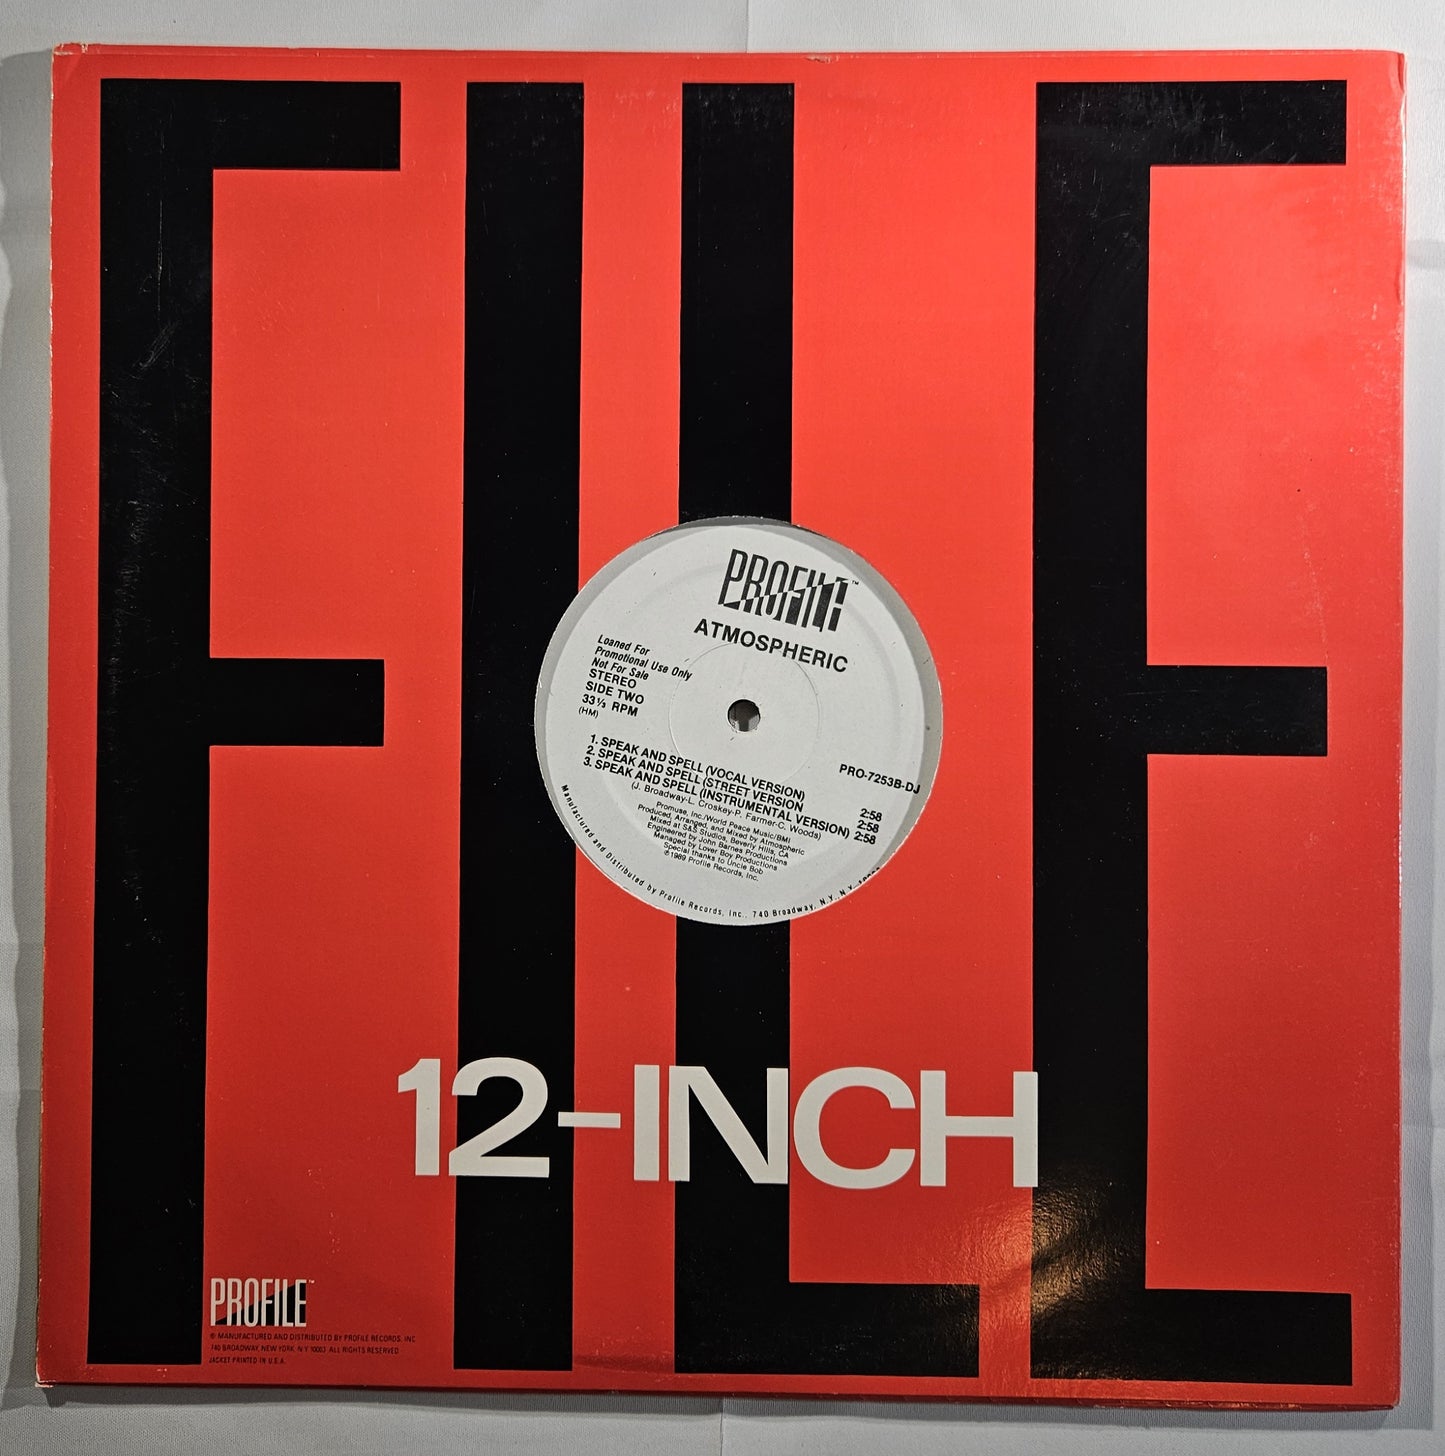 FILE
PROFILE™
ATMOSPHERIC
Loaned For
Promotional Use Only
Not For Sale
STEREO
SIDE TWO
33⅓ RPM
(HM)
PRO-7253B-DJ
1. SPEAK AND SPELL (VOCAL VERSION) 2:58
2. SPEAK AND SPELL (STREET VERSION 2:58
3. SPEAK AND SPELL (INSTRUMENTAL VERSION) 2:58
(J. Broadway-L. Croskey-P. Farmer-C. Woods)
Promuse, Inc./World Peace Music/BMI
Produced, Arranged, and Mixed by Atmospheric
Mixed at S&S Studios, Beverly Hills, CA
Engineered by John Barnes Productions
Managed by Lover Boy Productions
Special thanks to Uncle Bob
℗1989 Profile Records, Inc.
Manufactured and Distributed by Profile Records, Inc., 740 Broadway, N.Y., N.Y.
12-INCH
PROFILE™
© MANUFACTURED AND DISTRIBUTED BY PROFILE RECORDS, INC
740 BROADWAY, NEW YORK, N.Y. 10003 ALL RIGHTS RESERVED
JACKET PRINTED IN U.S.A.